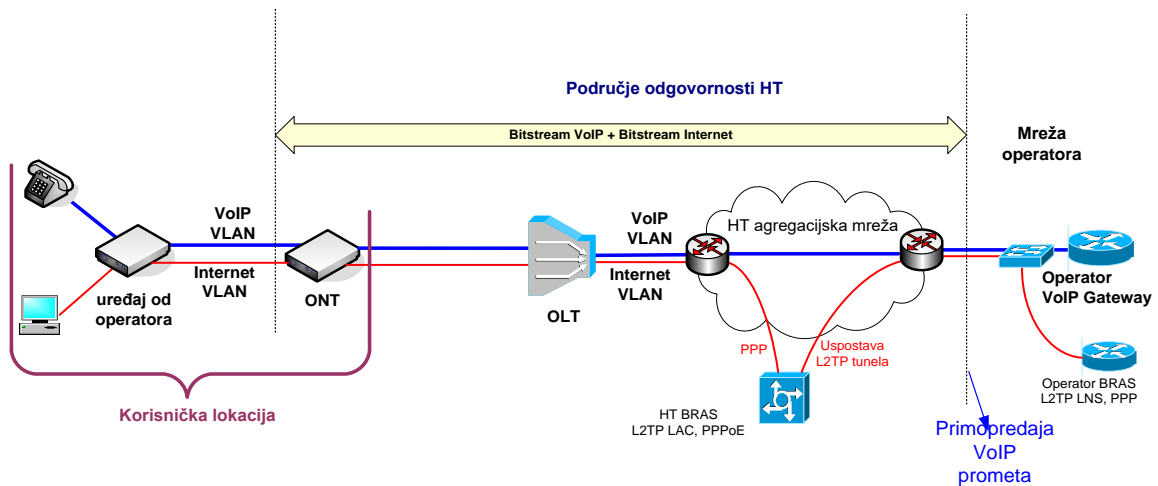 Područje odgovornosti HT
Bitstream VoIP + Bitstream Internet
Mreža
operatora
VoIP
VLAN
Internet
VLAN
uređaj od
operatora
ONT
OLT
VoIP
VLAN
Internet
VLAN
HT agregacijska mreža
PPP
Uspostava
L2TP tunela
Operator
VoIP Gateway
HT BRAS
L2TP LAC, PPPoE
Operator BRAS
L2TP LNS, PPP
Korisnička lokacija
Primopredaja
VoIP
prometa